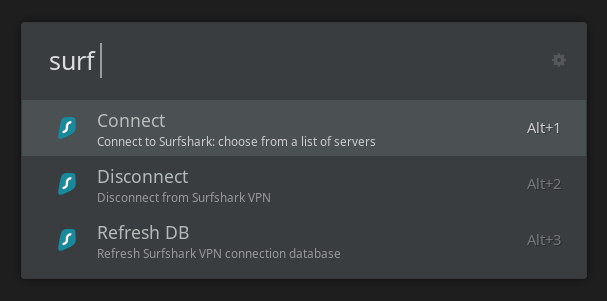 surf
Connect
Connect to Surfshark: choose from a list of servers
Alt+1
Disconnect
Disconnect from Surfshark VPN
Alt+2
Refresh DB
Refresh Surfshark VPN connection database
Alt+3